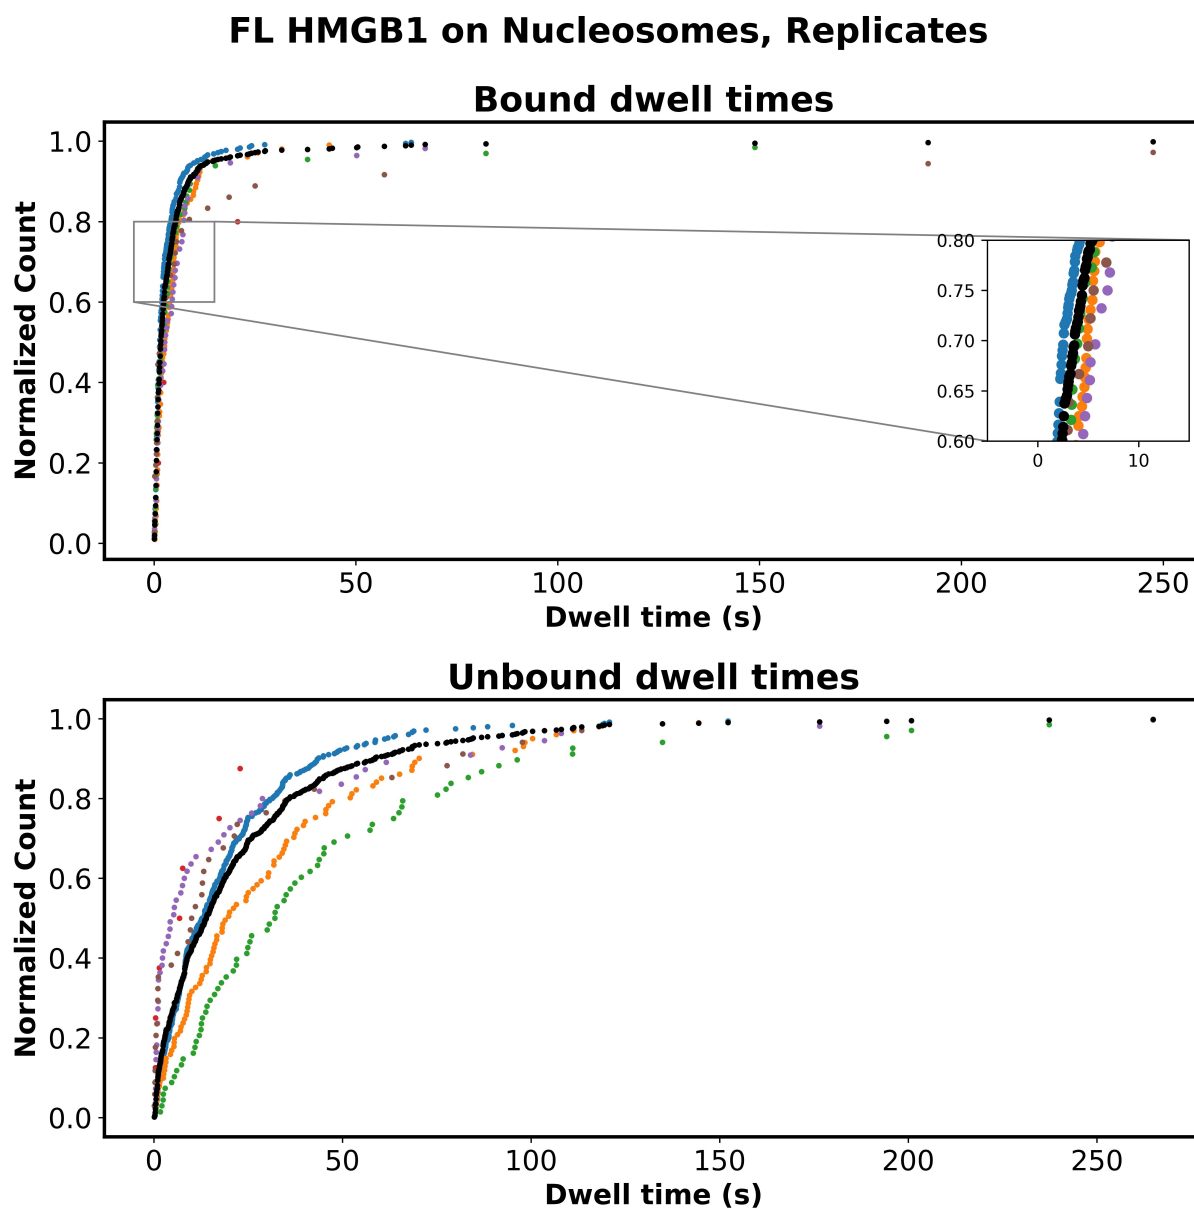 FL HMGB1 on Nucleosomes, Replicates
Bound dwell times
Normalized Count
1.0
0.8
0.6
0.4
0.2
0.0
0.80
0.75
0.70
0.65
0.60
0 10
0 50 100 150 200 250
Dwell time (s)
Unbound dwell times
Normalized Count
1.0
0.8
0.6
0.4
0.2
0.0
0 50 100 150 200 250
Dwell time (s)